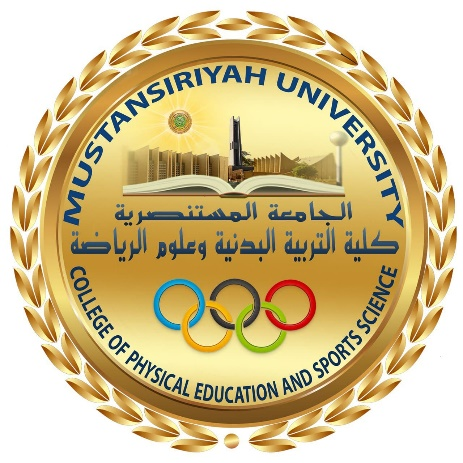 MUSTANSIRIYAH UNIVERSITY
الجامعة المستنصرية
كلية التربية البدنية وعلوم الرياضة
COLLEGE OF PHYSICAL EDUCATION AND SPORTS SCIENCE